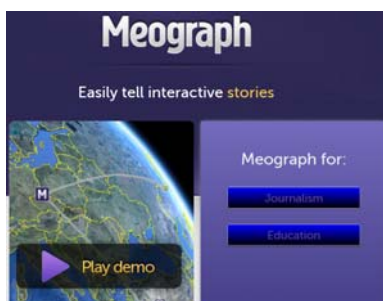 Meograph
Easily tell interactive stories
M
Play demo
Meograph for:
Journalism
Education